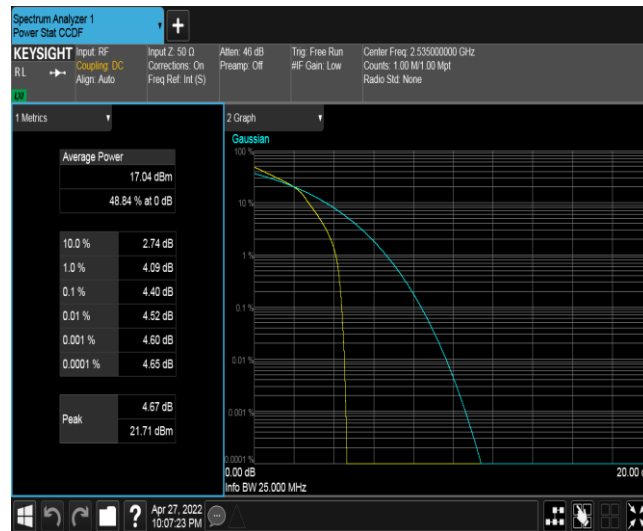 Spectrum Analyzer 1
Power Stat CCDF
KEYSIGHT
RL
Input: RF
Coupling: DC
Align: Auto
Input Z: 50 Ω
Corrections: On
Freq Ref: Int (S)
Atten: 46 dB
Preamp: Off
Trig: Free Run
#IF Gain: Low
Center Freq: 2.535000000 GHz
Counts: 1.00 M/1.00 Mpt
Radio Std: None
1 Metrics
Average Power
17.04 dBm
48.84 % at 0 dB
10.0 % 2.74 dB
1.0 % 4.09 dB
0.1 % 4.40 dB
0.01 % 4.52 dB
0.001 % 4.60 dB
0.0001 % 4.65 dB
Peak
4.67 dB
21.71 dBm
2 Graph
Gaussian
100 %
10 %
1 %
0.1 %
0.01 %
0.001 %
0.0001 %
0.00 dB
20.00
Info BW 25.000 MHz
Apr 27, 2022
10:07:23 PM